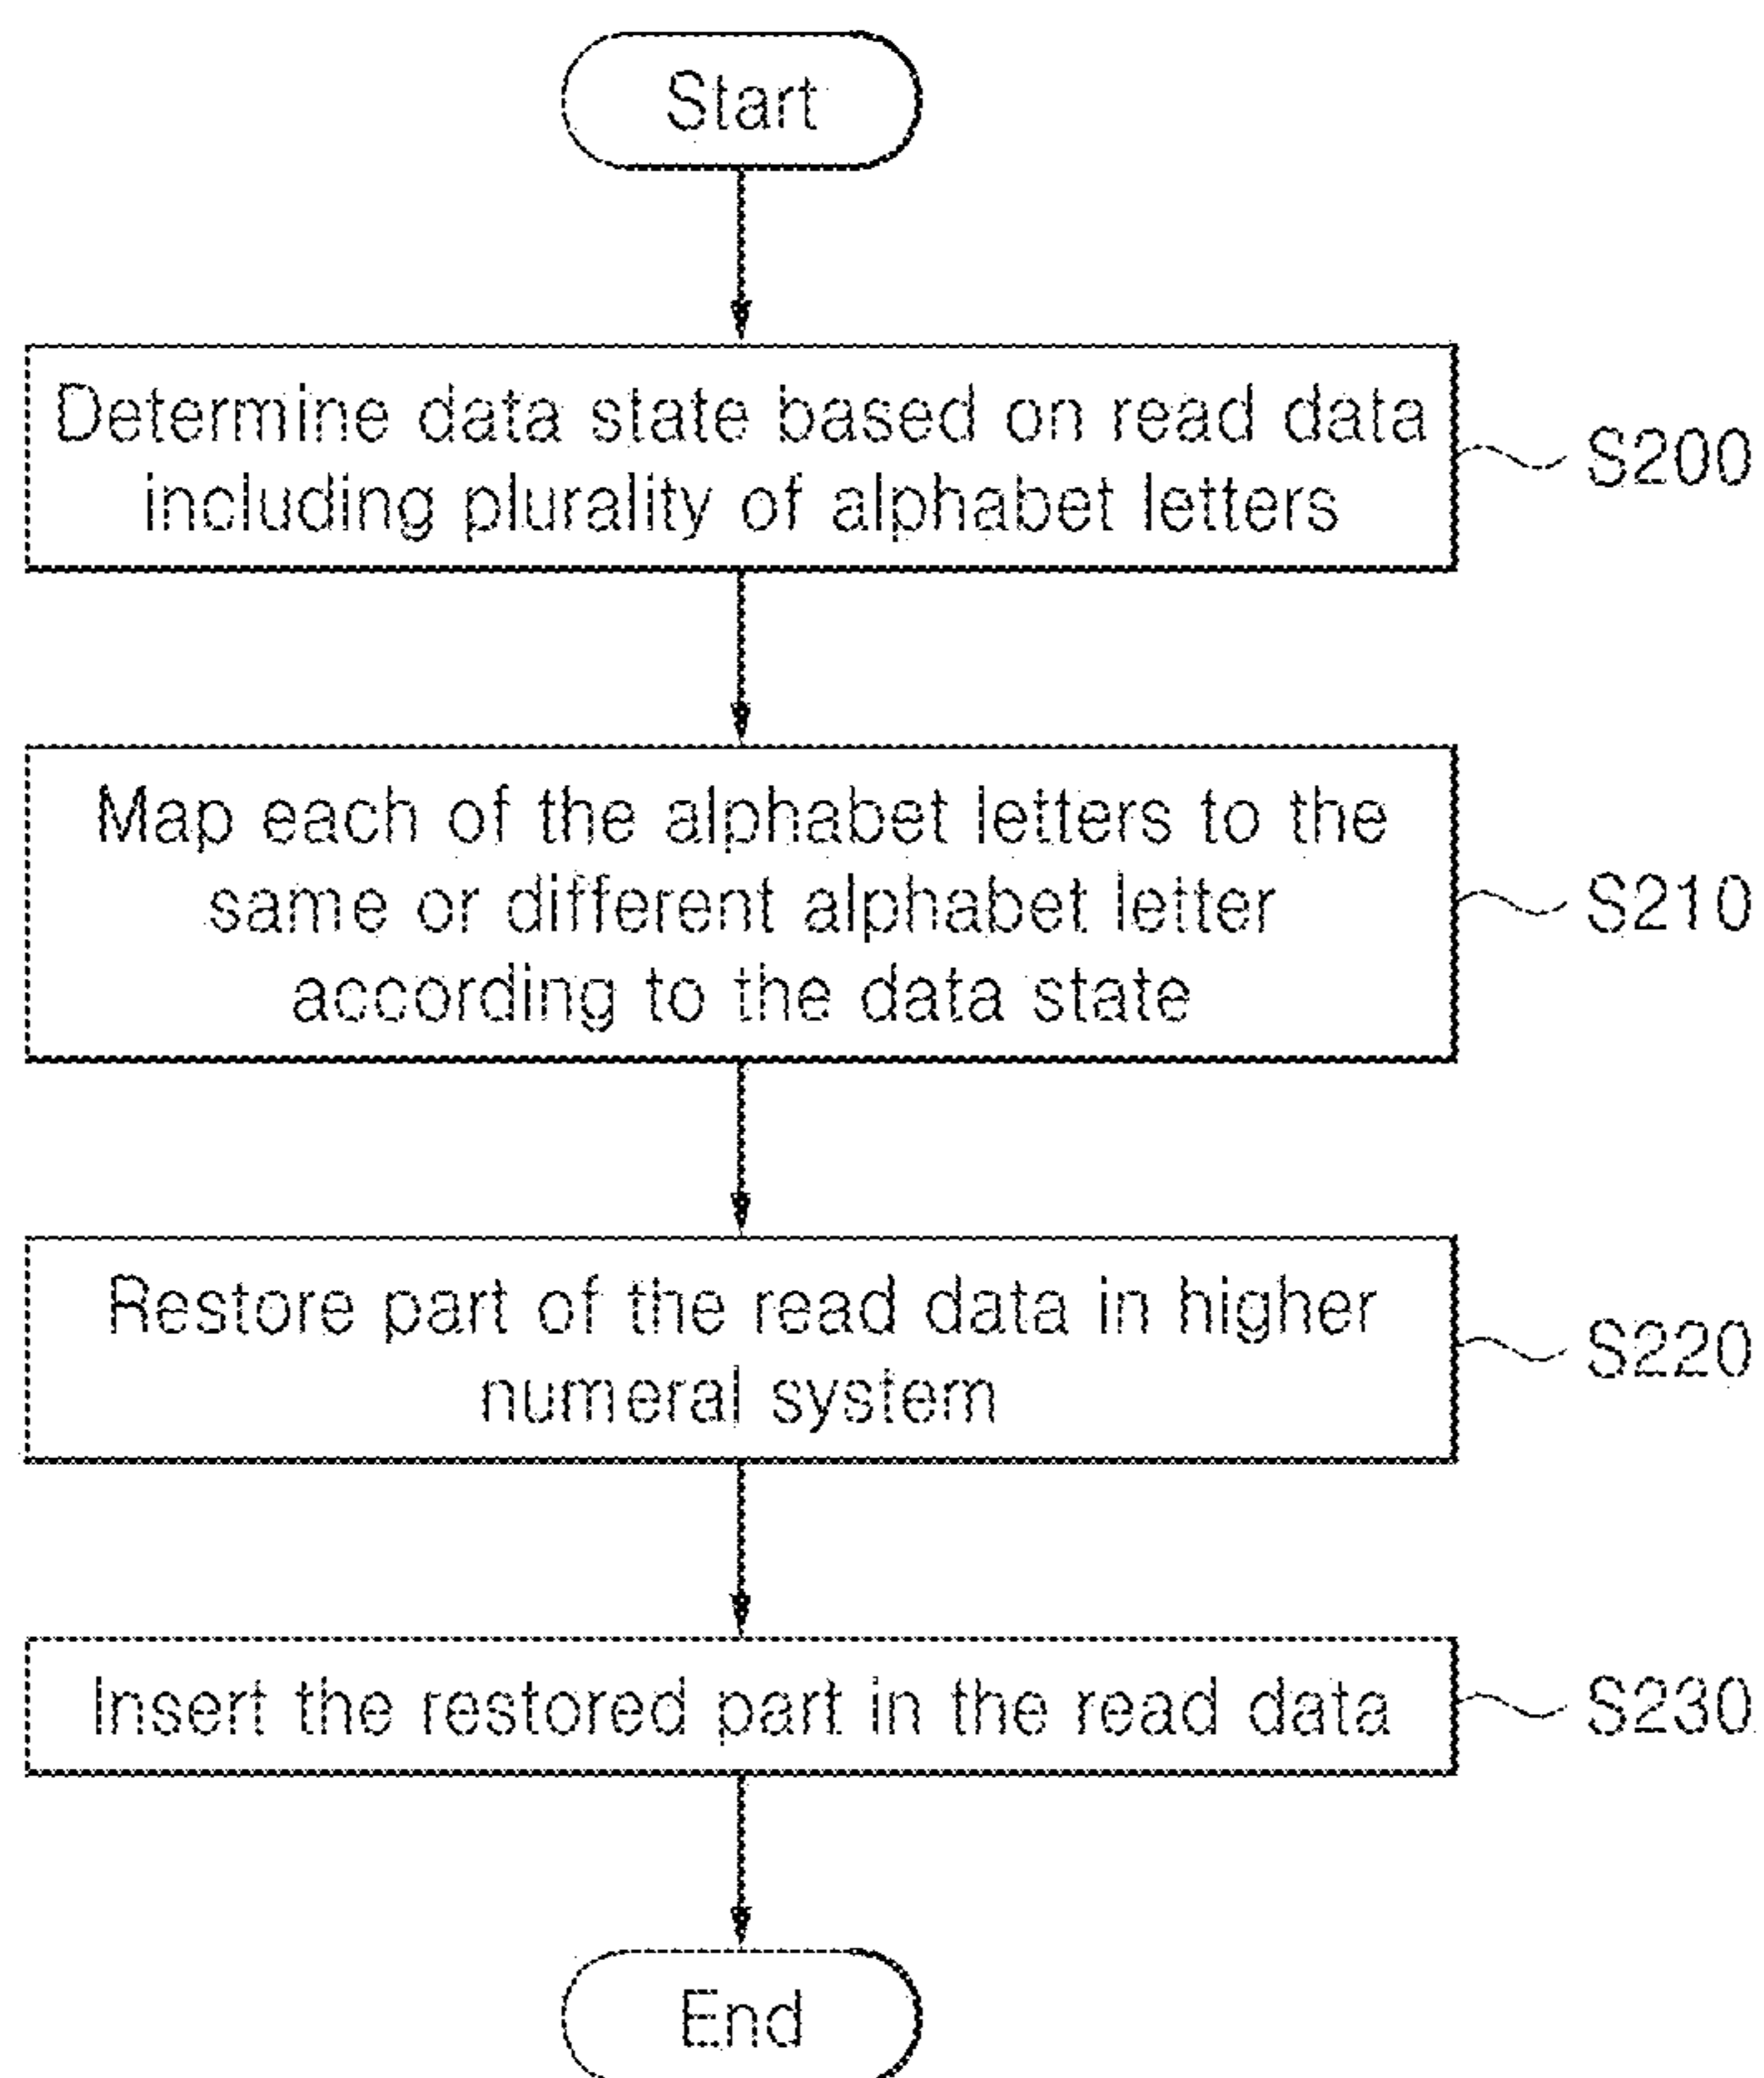 Start
Determine data state based on read data
including plurality of alphabet letters
S200
Map each of the alphabet letters to the
same or different alphabet letter
according to the data state
S210
Restore part of the read data in higher
numeral system
S220
Insert the restored part in the read data
S230
End